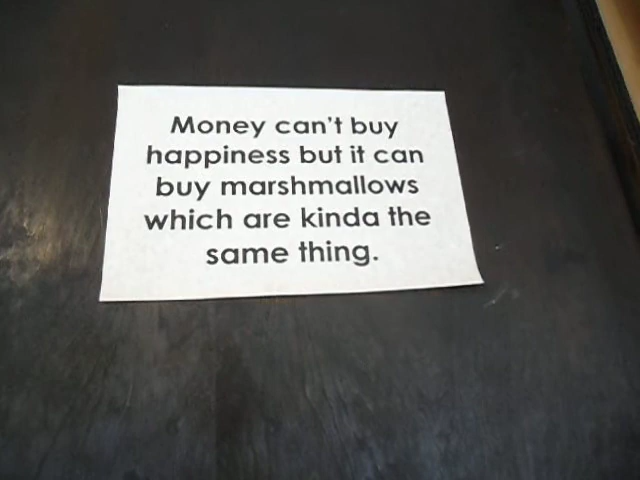 Money can't buy
happiness but it can
buy marshmallows
which are kinda the
same thing.